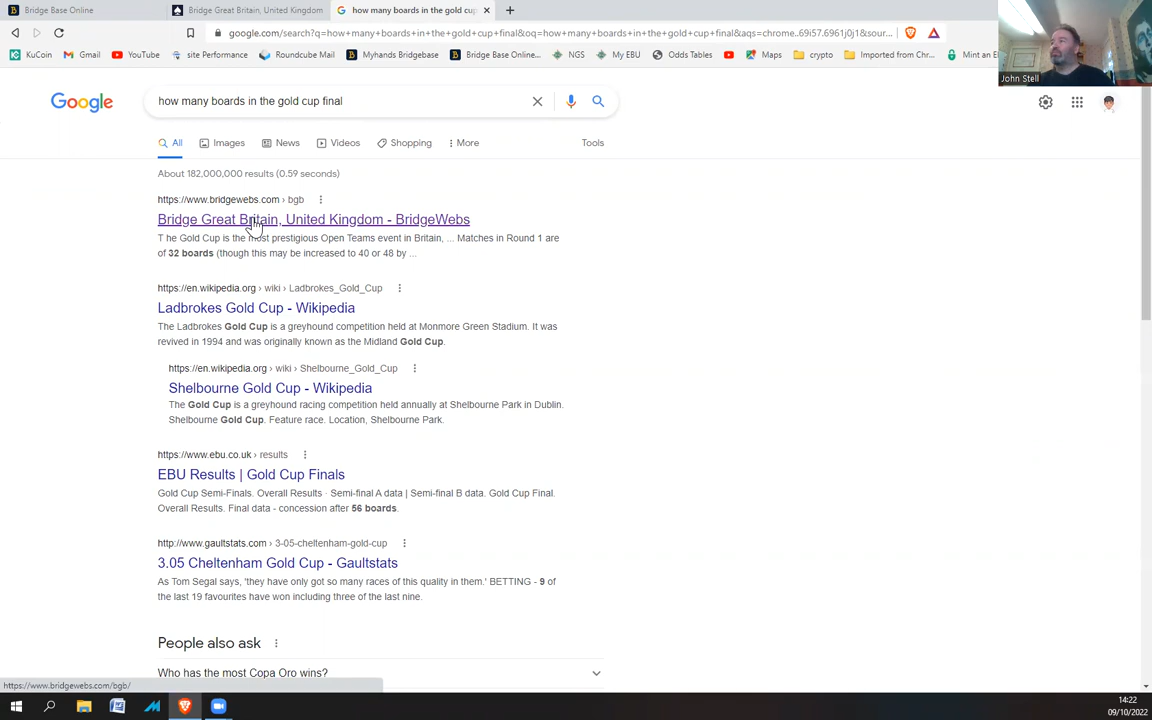 Bridge Base Online
Bridge Great Britain, United Kingdom
how many boards in the gold cup
google.com/search?q=how+many+boards+in+the+gold+cup+final&oq=how+many+boards+in+the+gold+cup+final&aqs=chrome..69i57.6961j0j1&sour...
KuCoin
Gmail
YouTube
site Performance
Roundcube Mail
Myhands Bridgebase
Bridge Base Online...
NGS
My EBU
Odds Tables
Maps
crypto
Imported from Chr...
Mint an E
John Stell
Google
how many boards in the gold cup final
All
Images
News
Videos
Shopping
More
Tools
About 182,000,000 results (0.59 seconds)
https://www.bridgewebs.com › bgb
Bridge Great Britain, United Kingdom - BridgeWebs
T he Gold Cup is the most prestigious Open Teams event in Britain, ... Matches in Round 1 are
of 32 boards (though this may be increased to 40 or 48 by ...
https://en.wikipedia.org › wiki › Ladbrokes_Gold_Cup
Ladbrokes Gold Cup - Wikipedia
The Ladbrokes Gold Cup is a greyhound competition held at Monmore Green Stadium. It was
revived in 1994 and was originally known as the Midland Gold Cup.
https://en.wikipedia.org › wiki › Shelbourne_Gold_Cup
Shelbourne Gold Cup - Wikipedia
The Gold Cup is a greyhound racing competition held annually at Shelbourne Park in Dublin.
Shelbourne Gold Cup. Feature race. Location, Shelbourne Park.
https://www.ebu.co.uk › results
EBU Results | Gold Cup Finals
Gold Cup Semi-Finals. Overall Results · Semi-final A data | Semi-final B data. Gold Cup Final.
Overall Results. Final data - concession after 56 boards.
http://www.gaultstats.com › 3-05-cheltenham-gold-cup
3.05 Cheltenham Gold Cup - Gaultstats
As Tom Segal says, 'they have only got so many races of this quality in them.' BETTING - 9 of
the last 19 favourites have won including three of the last nine.
People also ask
Who has the most Copa Oro wins?
https://www.bridgewebs.com/bgb/
14:22
09/10/2022